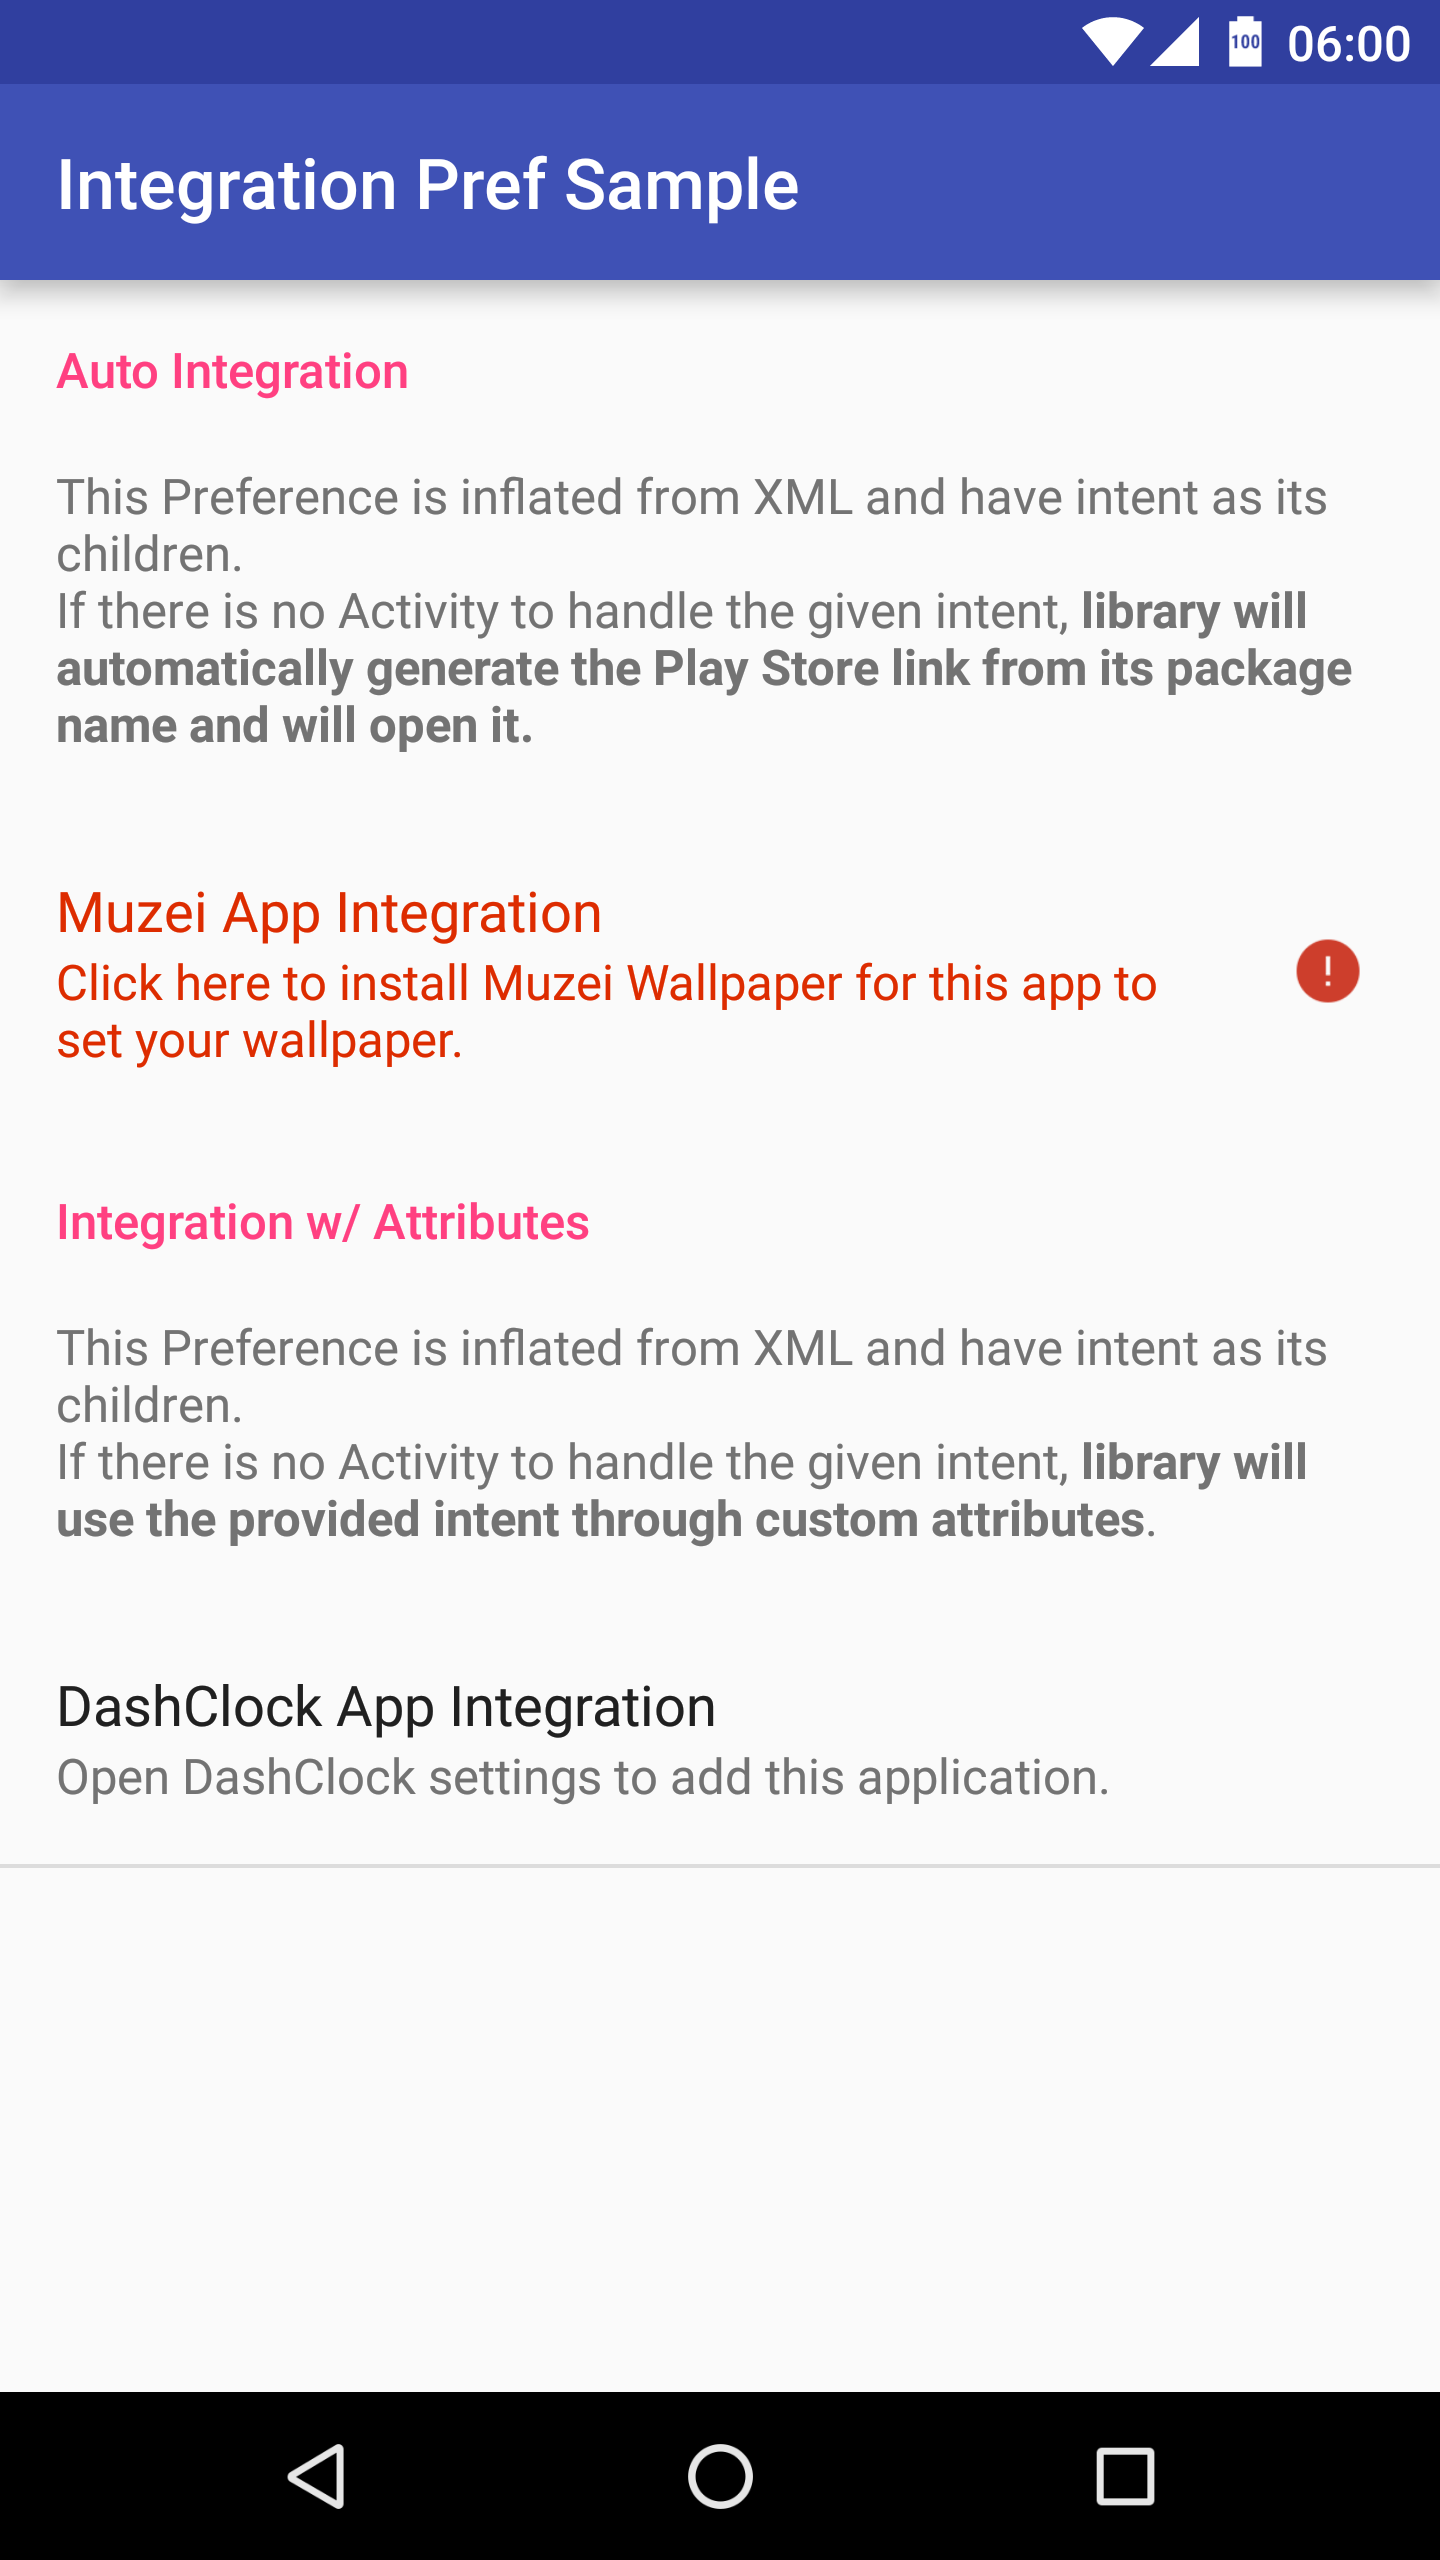 100 06:00
Integration Pref Sample
Auto Integration
This Preference is inflated from XML and have intent as its
children.
If there is no Activity to handle the given intent, library will
automatically generate the Play Store link from its package
name and will open it.
Muzei App Integration
Click here to install Muzei Wallpaper for this app to
set your wallpaper.
Integration w/ Attributes
This Preference is inflated from XML and have intent as its
children.
If there is no Activity to handle the given intent, library will
use the provided intent through custom attributes.
DashClock App Integration
Open DashClock settings to add this application.